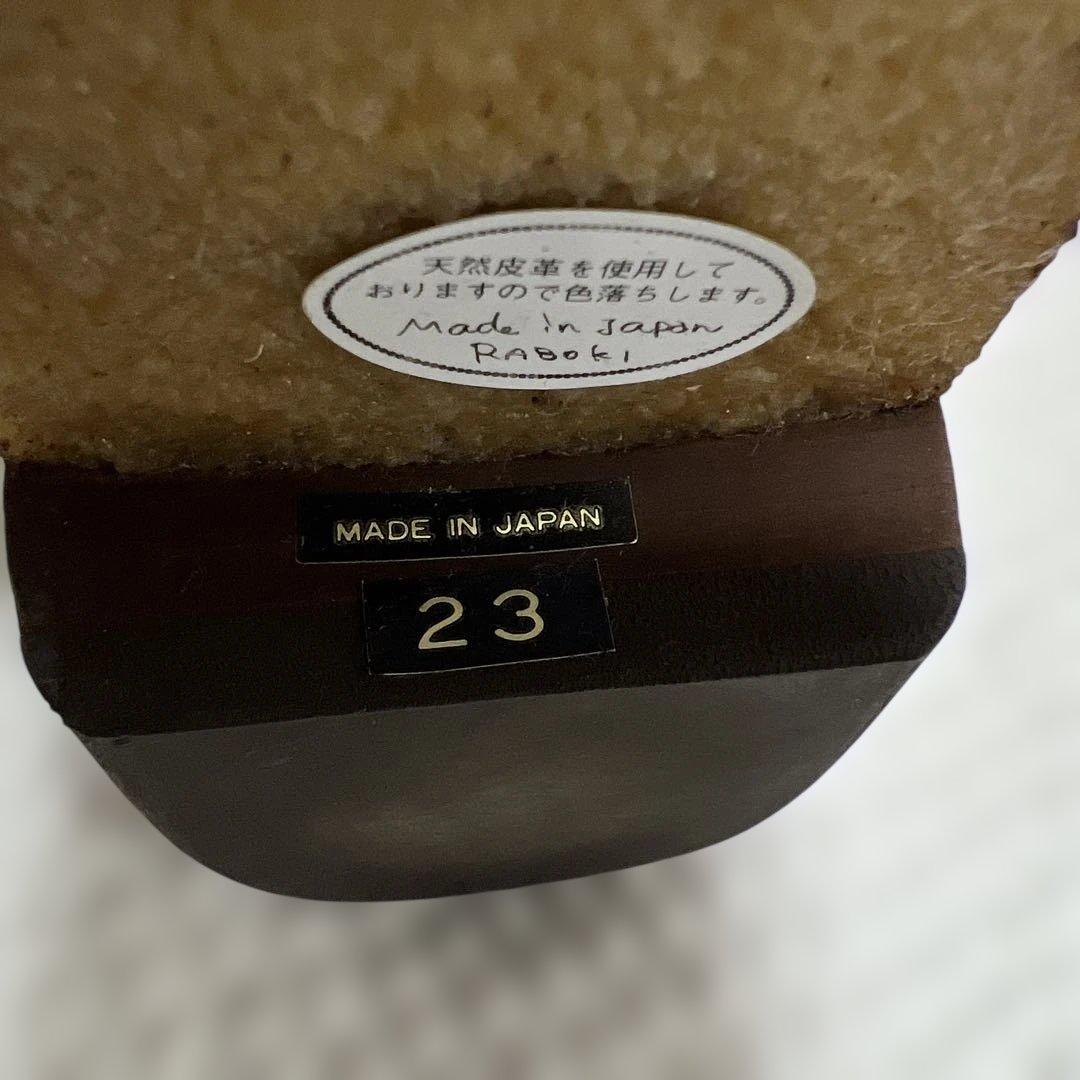 天然皮革を使用して
おりますので色落ちします。
Made in Japan
RABOKI
MADE IN JAPAN
23